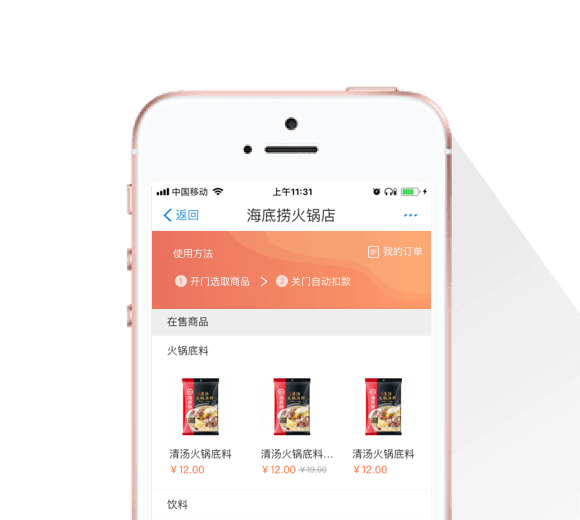 中国移动
上午11:31
返回
海底捞火锅店
使用方法
我的订单
1 开门选取商品
2 关门自动扣款
在售商品
火锅底料
清汤火锅底料
清汤火锅底料...
清汤火锅底料
¥12.00
¥12.00 ¥19.00
¥12.00
饮料